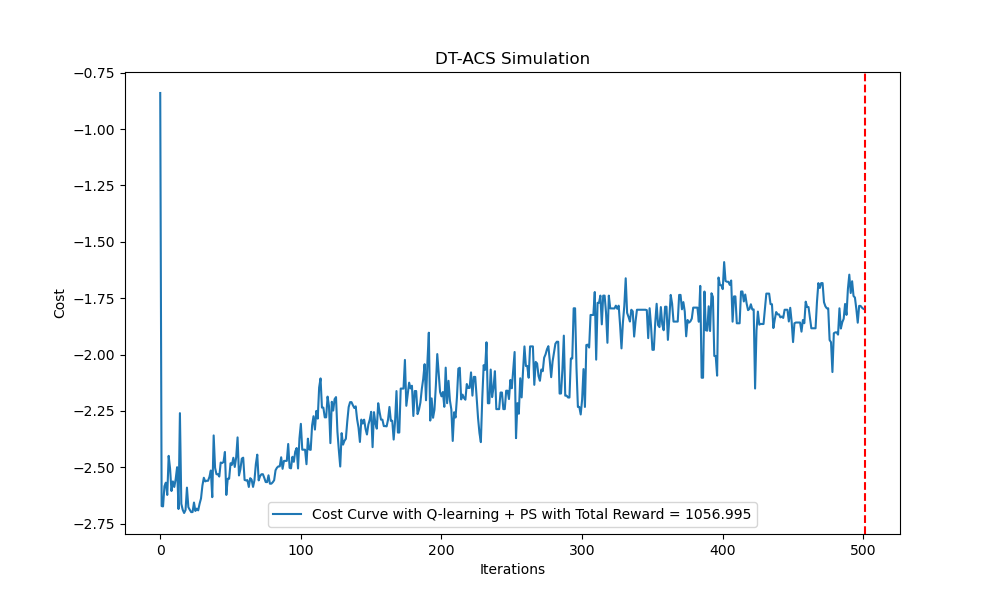 DT-ACS Simulation
−0.75
−1.00
−1.25
−1.50
−1.75
−2.00
−2.25
−2.50
−2.75
Cost
Cost Curve with Q-learning + PS with Total Reward = 1056.995
0 100 200 300 400 500
Iterations